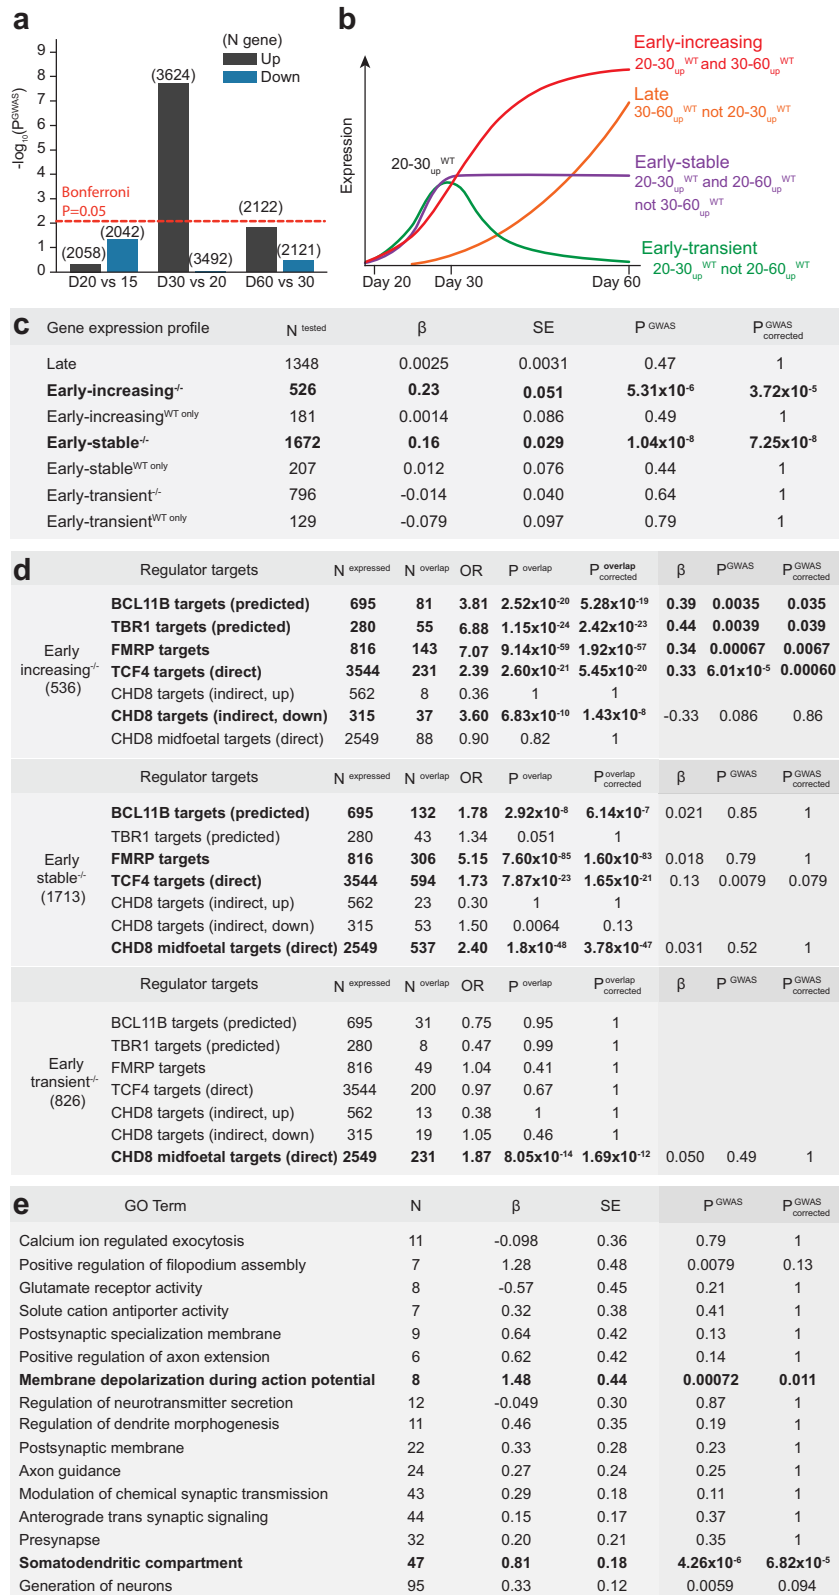 a
(N gene)
Up
Down
-log10(P^GWAS)
9
8
7
6
5
4
3
2
1
0
Bonferroni
P=0.05
(2058)
(2042)
(3624)
(3492)
(2122)
(2121)
D20 vs 15
D30 vs 20
D60 vs 30
b
Expression
20-30up^WT
Day 20
Day 30
Day 60
Early-increasing
20-30up^WT and 30-60up^WT
Late
30-60up^WT not 20-30up^WT
Early-stable
20-30up^WT and 20-60up^WT
not 30-60up^WT
Early-transient
20-30up^WT not 20-60up^WT
c Gene expression profile N tested β SE P GWAS P GWAS corrected
Late 1348 0.0025 0.0031 0.47 1
Early-increasing-/- 526 0.23 0.051 5.31x10-6 3.72x10-5
Early-increasing WT only 181 0.0014 0.086 0.49 1
Early-stable-/- 1672 0.16 0.029 1.04x10-8 7.25x10-8
Early-stable WT only 207 0.012 0.076 0.44 1
Early-transient-/- 796 -0.014 0.040 0.64 1
Early-transient WT only 129 -0.079 0.097 0.79 1
d Regulator targets N expressed N overlap OR P overlap P overlap corrected β P GWAS P GWAS corrected
Early increasing-/- (536)
BCL11B targets (predicted) 695 81 3.81 2.52x10-20 5.28x10-19 0.39 0.0035 0.035
TBR1 targets (predicted) 280 55 6.88 1.15x10-24 2.42x10-23 0.44 0.0039 0.039
FMRP targets 816 143 7.07 9.14x10-59 1.92x10-57 0.34 0.00067 0.0067
TCF4 targets (direct) 3544 231 2.39 2.60x10-21 5.45x10-20 0.33 6.01x10-5 0.00060
CHD8 targets (indirect, up) 562 8 0.36 1 1
CHD8 targets (indirect, down) 315 37 3.60 6.83x10-10 1.43x10-8 -0.33 0.086 0.86
CHD8 midfoetal targets (direct) 2549 88 0.90 0.82 1
Regulator targets N expressed N overlap OR P overlap P overlap corrected β P GWAS P GWAS corrected
Early stable-/- (1713)
BCL11B targets (predicted) 695 132 1.78 2.92x10-8 6.14x10-7 0.021 0.85 1
TBR1 targets (predicted) 280 43 1.34 0.051 1
FMRP targets 816 306 5.15 7.60x10-85 1.60x10-83 0.018 0.79 1
TCF4 targets (direct) 3544 594 1.73 7.87x10-23 1.65x10-21 0.13 0.0079 0.079
CHD8 targets (indirect, up) 562 23 0.30 1 1
CHD8 targets (indirect, down) 315 53 1.50 0.0064 0.13
CHD8 midfoetal targets (direct) 2549 537 2.40 1.8x10-48 3.78x10-47 0.031 0.52 1
Regulator targets N expressed N overlap OR P overlap P overlap corrected β P GWAS P GWAS corrected
Early transient-/- (826)
BCL11B targets (predicted) 695 31 0.75 0.95 1
TBR1 targets (predicted) 280 8 0.47 0.99 1
FMRP targets 816 49 1.04 0.41 1
TCF4 targets (direct) 3544 200 0.97 0.67 1
CHD8 targets (indirect, up) 562 13 0.38 1 1
CHD8 targets (indirect, down) 315 19 1.05 0.46 1
CHD8 midfoetal targets (direct) 2549 231 1.87 8.05x10-14 1.69x10-12 0.050 0.49 1
e GO Term N β SE P GWAS P GWAS corrected
Calcium ion regulated exocytosis 11 -0.098 0.36 0.79 1
Positive regulation of filopodium assembly 7 1.28 0.48 0.0079 0.13
Glutamate receptor activity 8 -0.57 0.45 0.21 1
Solute cation antiporter activity 7 0.32 0.38 0.41 1
Postsynaptic specialization membrane 9 0.64 0.42 0.13 1
Positive regulation of axon extension 6 0.62 0.42 0.14 1
Membrane depolarization during action potential 8 1.48 0.44 0.00072 0.011
Regulation of neurotransmitter secretion 12 -0.049 0.30 0.87 1
Regulation of dendrite morphogenesis 11 0.46 0.35 0.19 1
Postsynaptic membrane 22 0.33 0.28 0.23 1
Axon guidance 24 0.27 0.24 0.25 1
Modulation of chemical synaptic transmission 43 0.29 0.18 0.11 1
Anterograde trans synaptic signaling 44 0.15 0.17 0.37 1
Presynapse 32 0.20 0.21 0.35 1
Somatodendritic compartment 47 0.81 0.18 4.26x10-6 6.82x10-5
Generation of neurons 95 0.33 0.12 0.0059 0.094